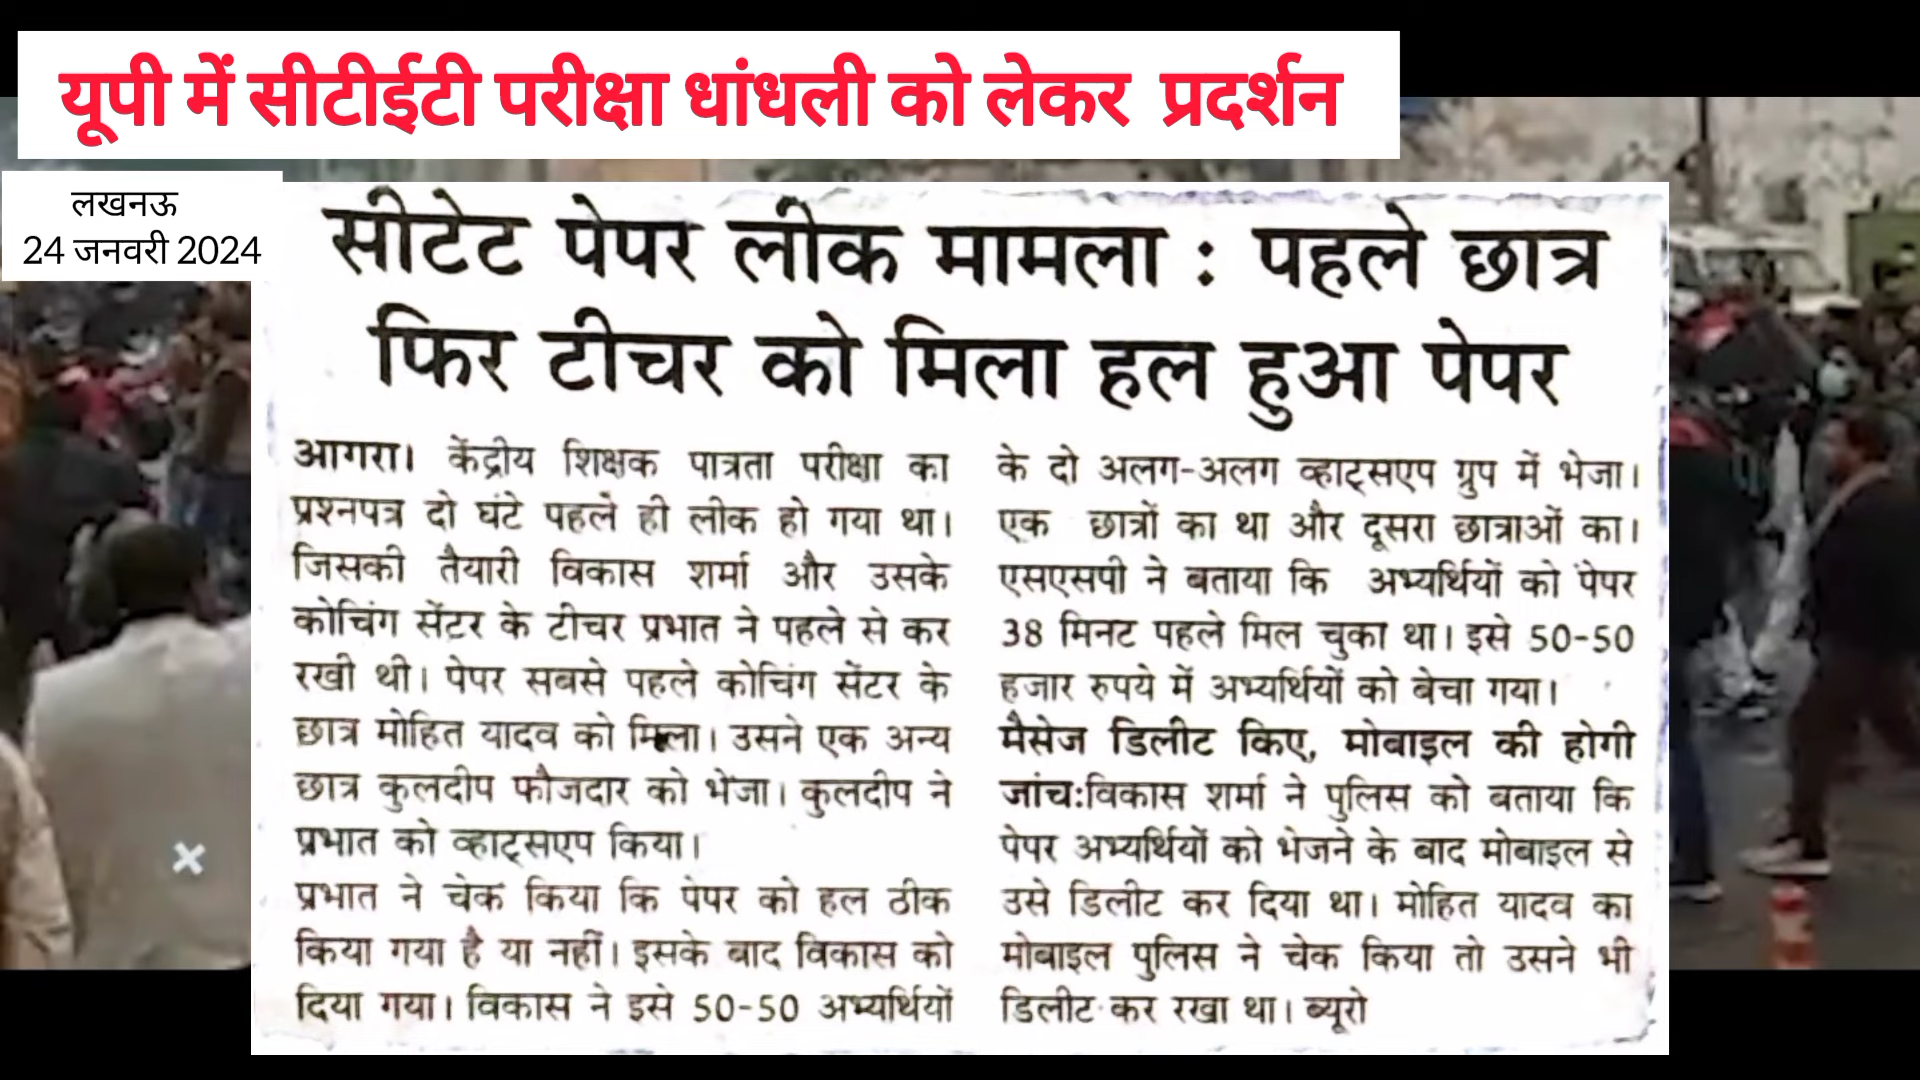 यूपी में सीटीईटी परीक्षा धांधली को लेकर प्रदर्शन
लखनऊ
24 जनवरी 2024
सीटेट पेपर लीक मामला : पहले छात्र
फिर टीचर को मिला हल हुआ पेपर
आगरा। केंद्रीय शिक्षक पात्रता परीक्षा का
प्रश्नपत्र दो घंटे पहले ही लीक हो गया था।
जिसकी तैयारी विकास शर्मा और उसके
कोचिंग सेंटर के टीचर प्रभात ने पहले से कर
रखी थी। पेपर सबसे पहले कोचिंग सेंटर के
छात्र मोहित यादव को मिला। उसने एक अन्य
छात्र कुलदीप फौजदार को भेजा। कुलदीप ने
प्रभात को व्हाट्सएप किया।
प्रभात ने चेक किया कि पेपर को हल ठीक
किया गया है या नहीं। इसके बाद विकास को
दिया गया। विकास ने इसे 50-50 अभ्यर्थियों
के दो अलग-अलग व्हाट्सएप ग्रुप में भेजा।
एक छात्रों का था और दूसरा छात्राओं का।
एसएसपी ने बताया कि अभ्यर्थियों को पेपर
38 मिनट पहले मिल चुका था। इसे 50-50
हजार रुपये में अभ्यर्थियों को बेचा गया।
मैसेज डिलीट किए, मोबाइल की होगी
जांच:विकास शर्मा ने पुलिस को बताया कि
पेपर अभ्यर्थियों को भेजने के बाद मोबाइल से
उसे डिलीट कर दिया था। मोहित यादव का
मोबाइल पुलिस ने चेक किया तो उसने भी
डिलीट कर रखा था। ब्यूरो